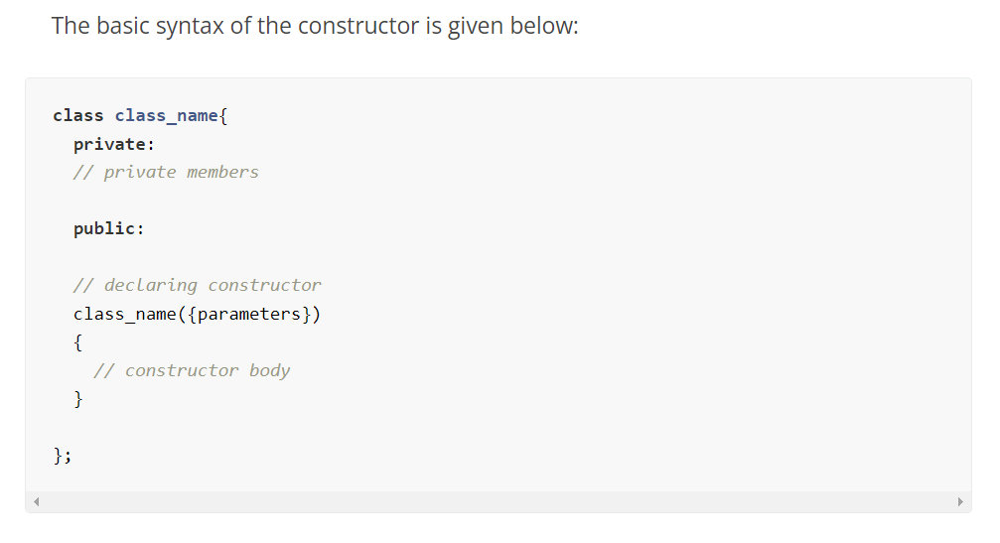 The basic syntax of the constructor is given below:
class class_name{
private:
// private members
public:
// declaring constructor
class_name({parameters})
{
// constructor body
}
};